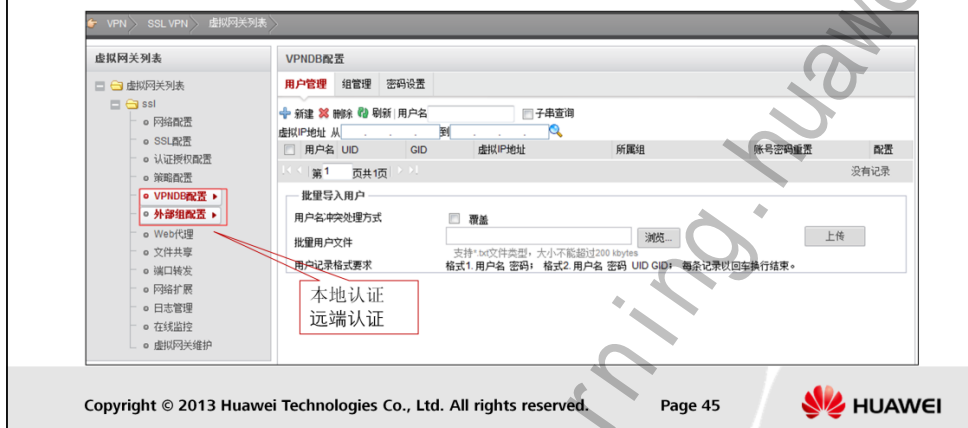 VPN > SSL VPN > 虚拟网关列表
虚拟网关列表
虚拟网关列表
ssl
网络配置
SSL配置
认证授权配置
策略配置
VPNDB配置
外部组配置
Web代理
文件共享
端口转发
网络扩展
日志管理
在线监控
虚拟网关维护
VPNDB配置
用户管理 组管理 密码设置
新建 删除 刷新 | 用户名 子串查询
虚拟IP地址 从 . . . 到 . . .
用户名 UID GID 虚拟IP地址 所属组 账号密码重置 配置
第 1 页共1页 没有记录
批量导入用户
用户名冲突处理方式 覆盖
批量用户文件 浏览... 上传
支持*.txt文件类型，大小不能超过200 kbytes
用户记录格式要求 格式1. 用户名 密码; 格式2. 用户名 密码 UID GID; 每条记录以回车换行结束。
本地认证
远端认证
rning.huaw
Copyright © 2013 Huawei Technologies Co., Ltd. All rights reserved. Page 45 HUAWEI